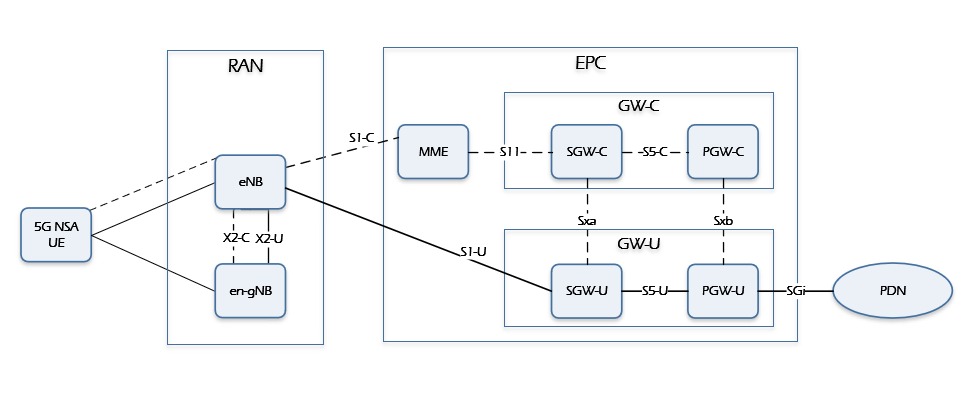 RAN
EPC
GW-C
S1-C
MME
S11
SGW-C
S5-C
PGW-C
eNB
5G NSA
UE
X2-C
X2-U
Sxa
Sxb
GW-U
S1-U
en-gNB
SGW-U
S5-U
PGW-U
SGi
PDN